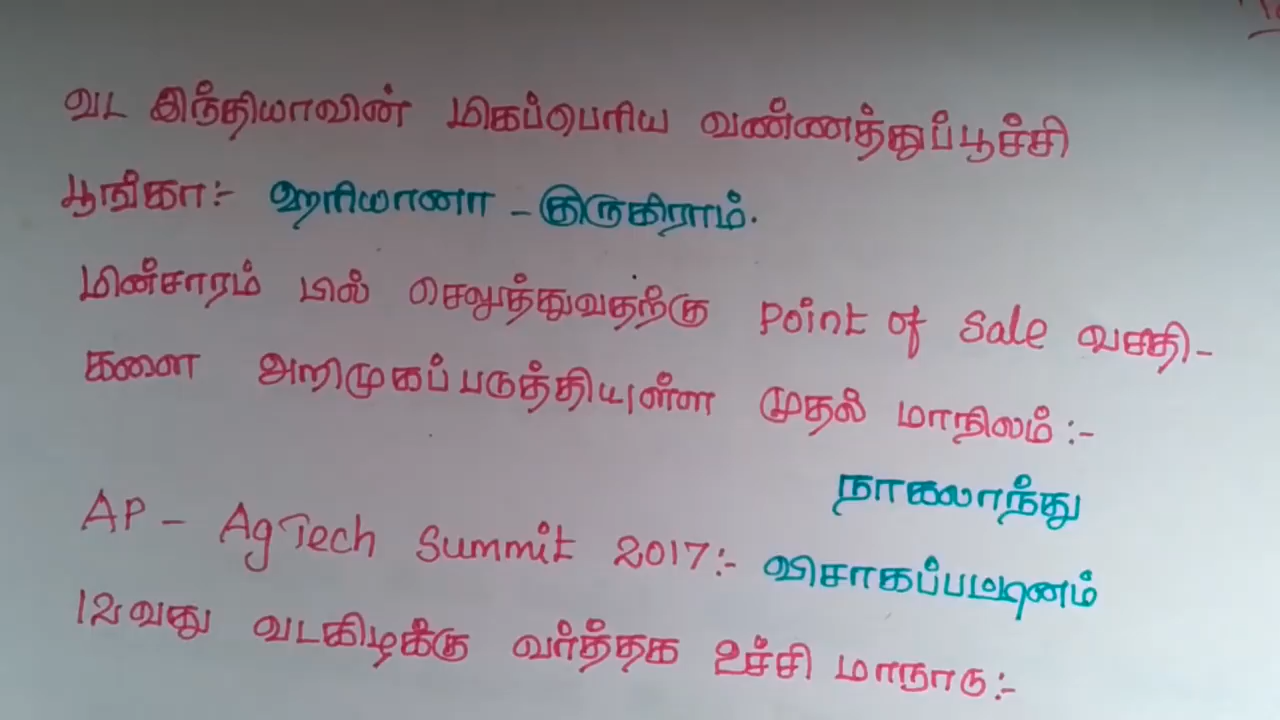 வட இந்தியாவின் மிகப்பெரிய வண்ணத்துப்பூச்சி
பூங்கா:- ஹரியானா - குருகிராம்.
மின்சாரம் பில் செலுத்துவதற்கு Point of Sale வசதி-
களை அறிமுகப்படுத்தியுள்ள முதல் மாநிலம்:-
நாகலாந்து
AP - AgTech Summit 2017:- விசாகப்பட்டினம்
12வது வடகிழக்கு வர்த்தக உச்சி மாநாடு:-